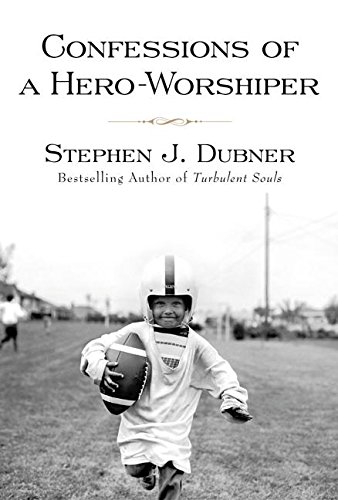 Confessions of
a Hero-Worshiper
Stephen J. Dubner
Bestselling Author of Turbulent Souls